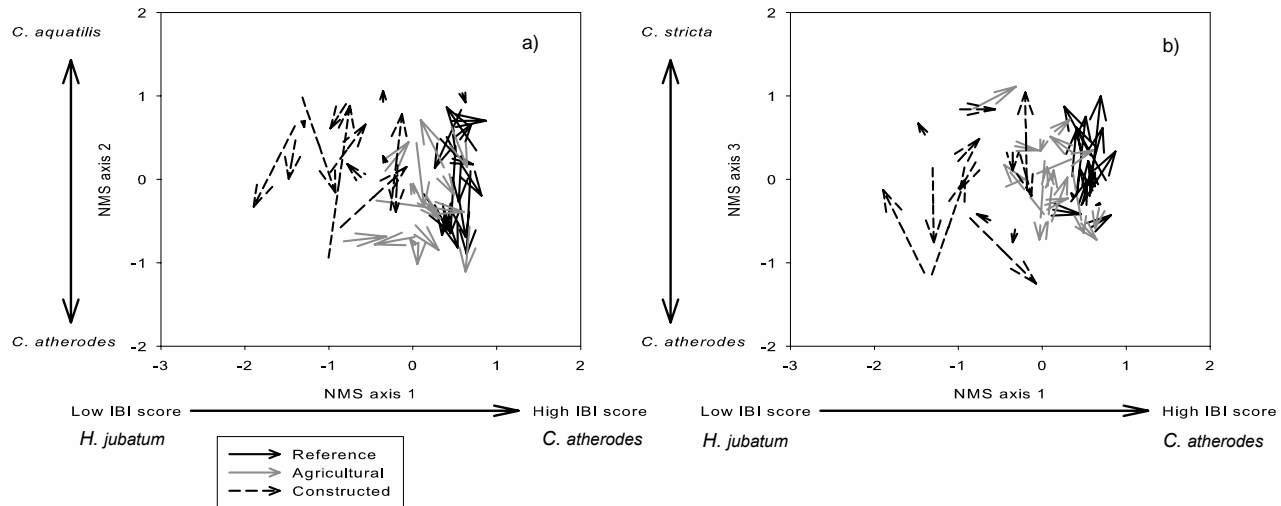 2
2
C. aquatilis
a)
C. stricta
b)
1
1
NMS axis 2
0
NMS axis 3
0
-1
-1
C. atherodes
-2
C. atherodes
-2
-3 -2 -1 0 1 2
-3 -2 -1 0 1 2
NMS axis 1
NMS axis 1
Low IBI score High IBI score
Low IBI score High IBI score
H. jubatum C. atherodes
H. jubatum C. atherodes
Reference
Agricultural
Constructed